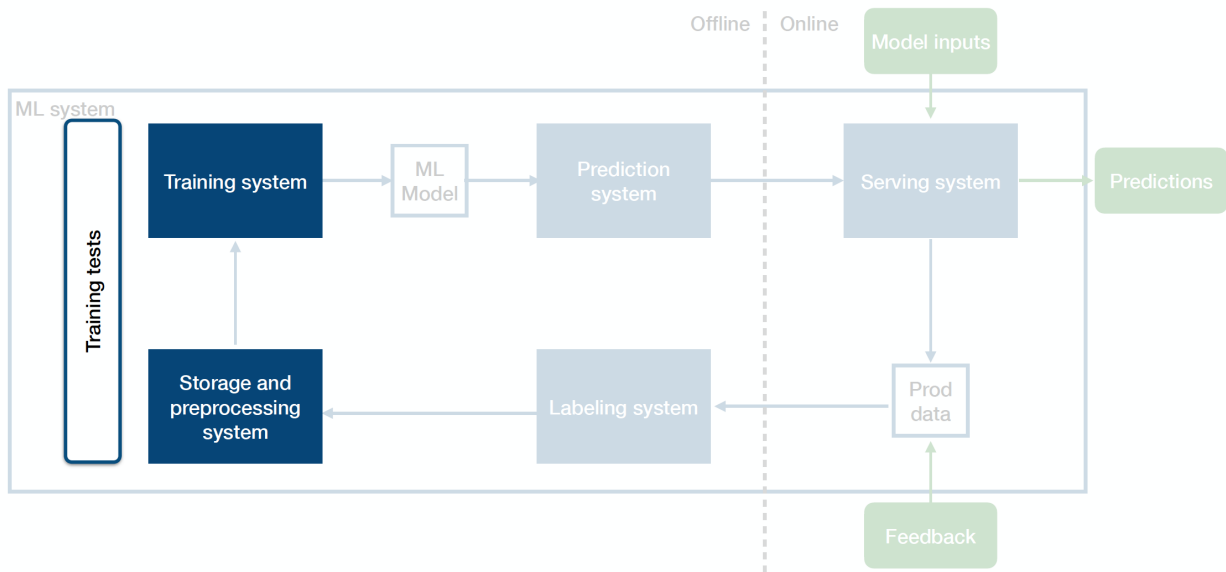 Offline
Online
Model inputs
ML system
Training tests
Training system
ML
Model
Prediction
system
Serving system
Predictions
Storage and
preprocessing
system
Labeling system
Prod
data
Feedback